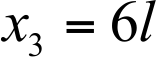 x₃ = 6l